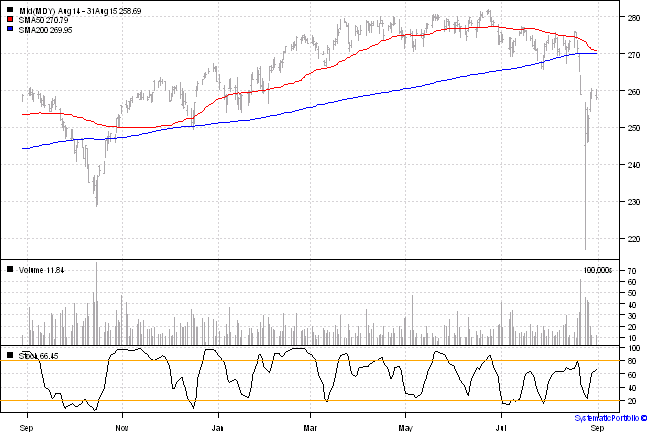 Mid(MDY) Aug14 - 31Aug15 258.69
SMA50 270.79
SMA200 269.95
280
270
260
250
240
230
220
Volume 11.84
100,000s
70
60
50
40
30
20
10
Stock 66.45
100
80
60
40
20
Sep
Nov
Jan
Mar
May
Jul
Sep
SystematicPortfolio ©